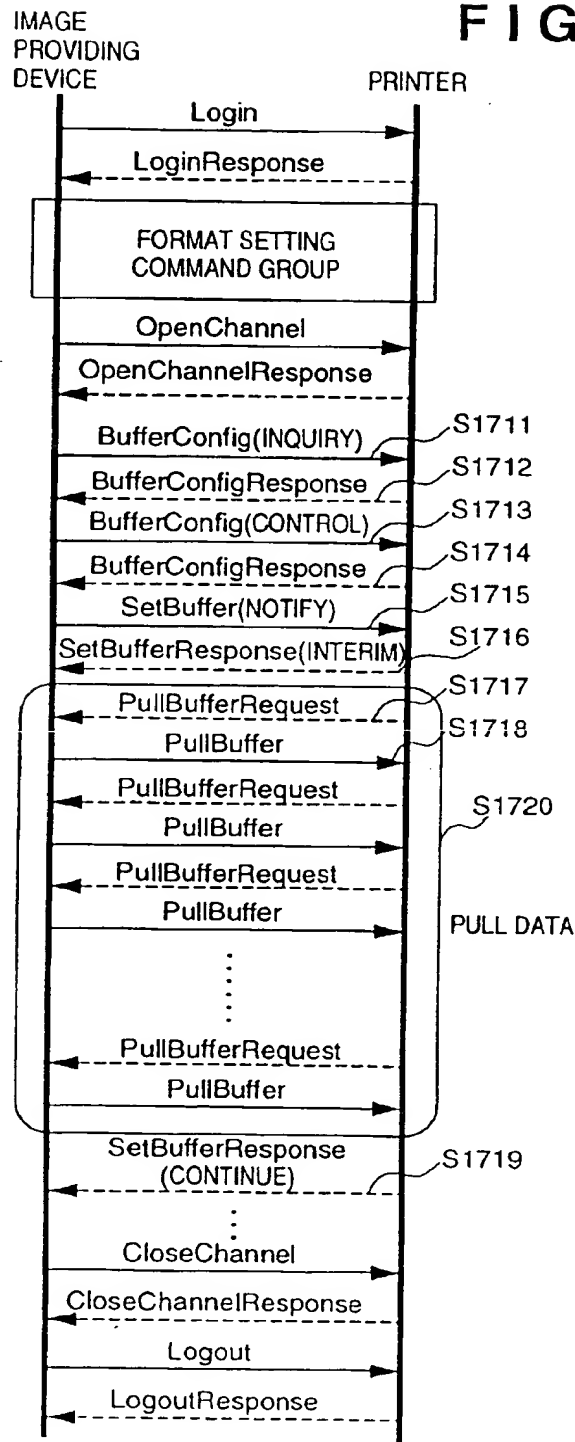 FIG
IMAGE
PROVIDING
DEVICE
PRINTER
Login
LoginResponse
FORMAT SETTING
COMMAND GROUP
OpenChannel
OpenChannelResponse
BufferConfig(INQUIRY)
S1711
BufferConfigResponse
S1712
BufferConfig(CONTROL)
S1713
BufferConfigResponse
S1714
SetBuffer(NOTIFY)
S1715
SetBufferResponse(INTERIM)
S1716
PullBufferRequest
S1717
PullBuffer
S1718
PullBufferRequest
S1720
PullBuffer
PullBufferRequest
PullBuffer
PULL DATA
PullBufferRequest
PullBuffer
SetBufferResponse
(CONTINUE)
S1719
CloseChannel
CloseChannelResponse
Logout
LogoutResponse